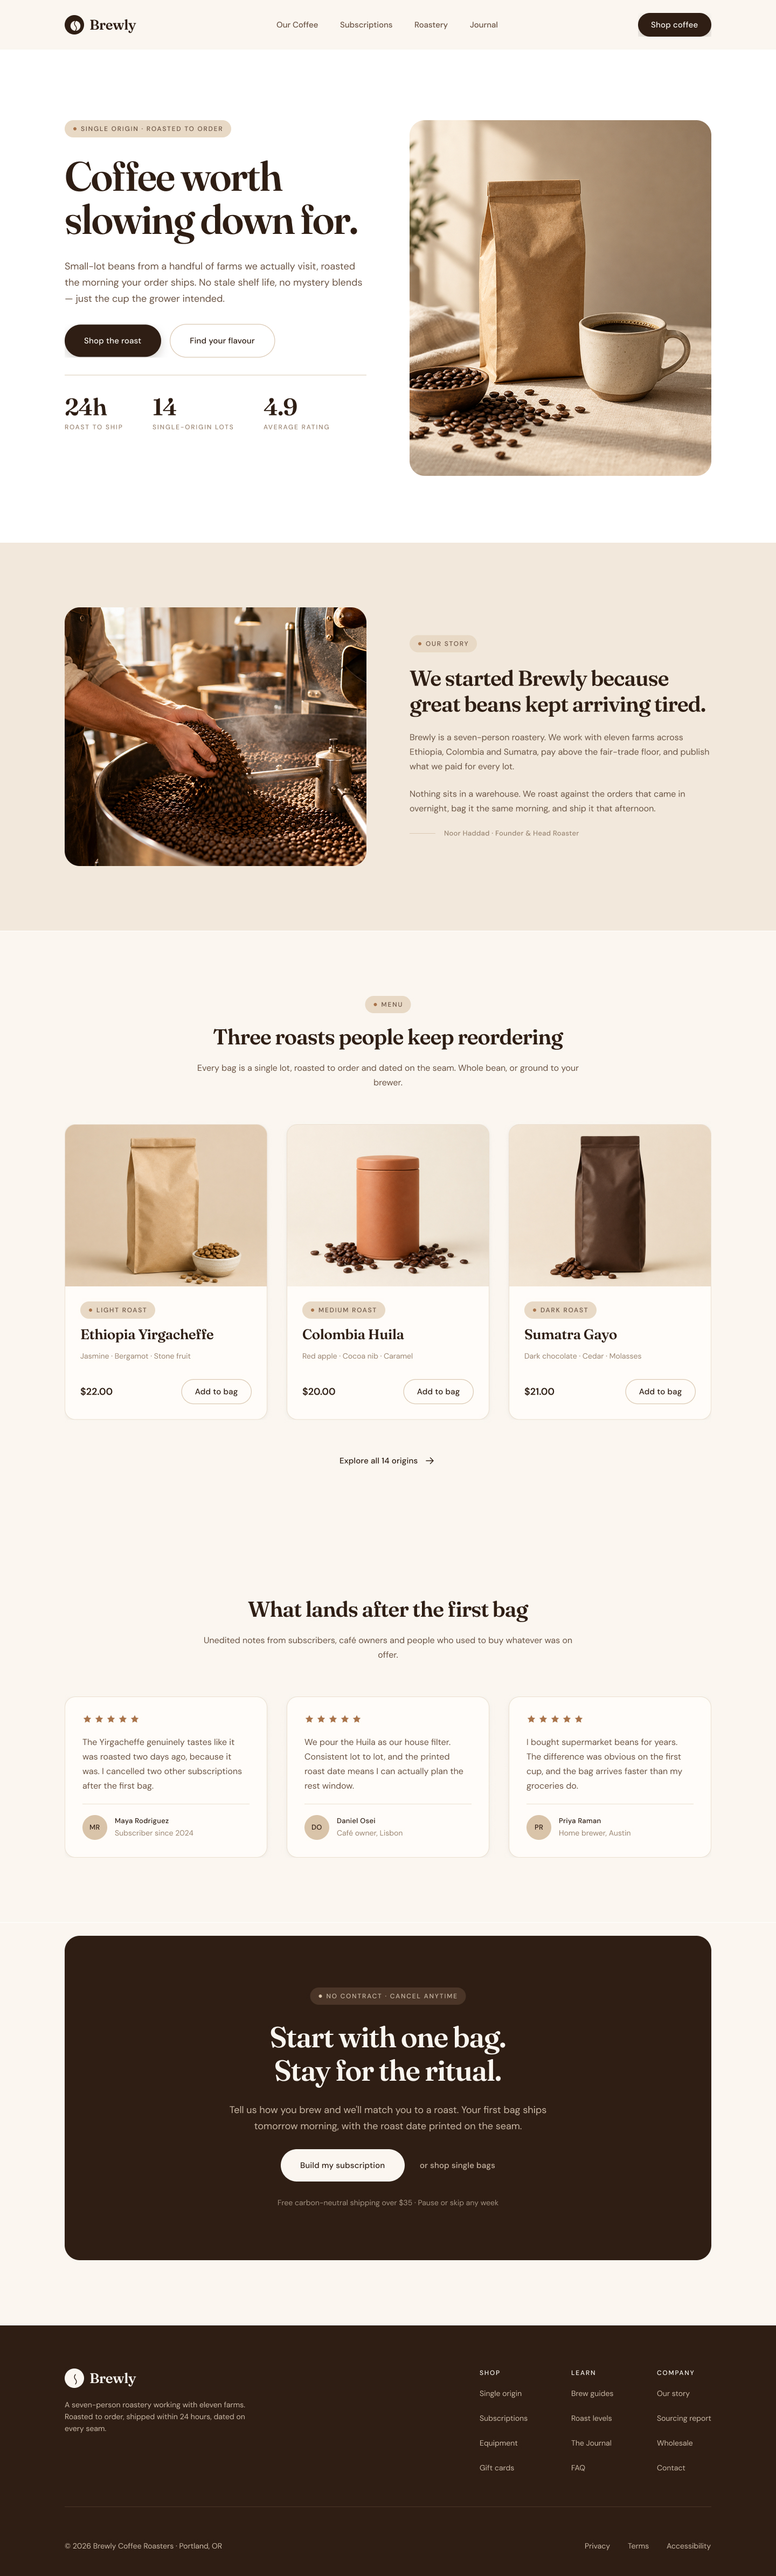 Brewly
Our Coffee
Subscriptions
Roastery
Journal
Shop coffee
SINGLE ORIGIN · ROASTED TO ORDER
Coffee worth
slowing down for.
Small-lot beans from a handful of farms we actually visit, roasted
the morning your order ships. No stale shelf life, no mystery blends
— just the cup the grower intended.
Shop the roast
Find your flavour
24h
ROAST TO SHIP
14
SINGLE-ORIGIN LOTS
4.9
AVERAGE RATING
OUR STORY
We started Brewly because
great beans kept arriving tired.
Brewly is a seven-person roastery. We work with eleven farms across
Ethiopia, Colombia and Sumatra, pay above the fair-trade floor, and publish
what we paid for every lot.
Nothing sits in a warehouse. We roast against the orders that came in
overnight, bag it the same morning, and ship it that afternoon.
Noor Haddad · Founder & Head Roaster
MENU
Three roasts people keep reordering
Every bag is a single lot, roasted to order and dated on the seam. Whole bean, or ground to your
brewer.
LIGHT ROAST
Ethiopia Yirgacheffe
Jasmine · Bergamot · Stone fruit
$22.00
Add to bag
MEDIUM ROAST
Colombia Huila
Red apple · Cocoa nib · Caramel
$20.00
Add to bag
DARK ROAST
Sumatra Gayo
Dark chocolate · Cedar · Molasses
$21.00
Add to bag
Explore all 14 origins
What lands after the first bag
Unedited notes from subscribers, café owners and people who used to buy whatever was on
offer.
The Yirgacheffe genuinely tastes like it
was roasted two days ago, because it
was. I cancelled two other subscriptions
after the first bag.
MR
Maya Rodriguez
Subscriber since 2024
We pour the Huila as our house filter.
Consistent lot to lot, and the printed
roast date means I can actually plan the
rest window.
DO
Daniel Osei
Café owner, Lisbon
I bought supermarket beans for years.
The difference was obvious on the first
cup, and the bag arrives faster than my
groceries do.
PR
Priya Raman
Home brewer, Austin
NO CONTRACT · CANCEL ANYTIME
Start with one bag.
Stay for the ritual.
Tell us how you brew and we'll match you to a roast. Your first bag ships
tomorrow morning, with the roast date printed on the seam.
Build my subscription
or shop single bags
Free carbon-neutral shipping over $35 · Pause or skip any week
Brewly
A seven-person roastery working with eleven farms.
Roasted to order, shipped within 24 hours, dated on
every seam.
SHOP
Single origin
Subscriptions
Equipment
Gift cards
LEARN
Brew guides
Roast levels
The Journal
FAQ
COMPANY
Our story
Sourcing report
Wholesale
Contact
© 2026 Brewly Coffee Roasters · Portland, OR
Privacy
Terms
Accessibility